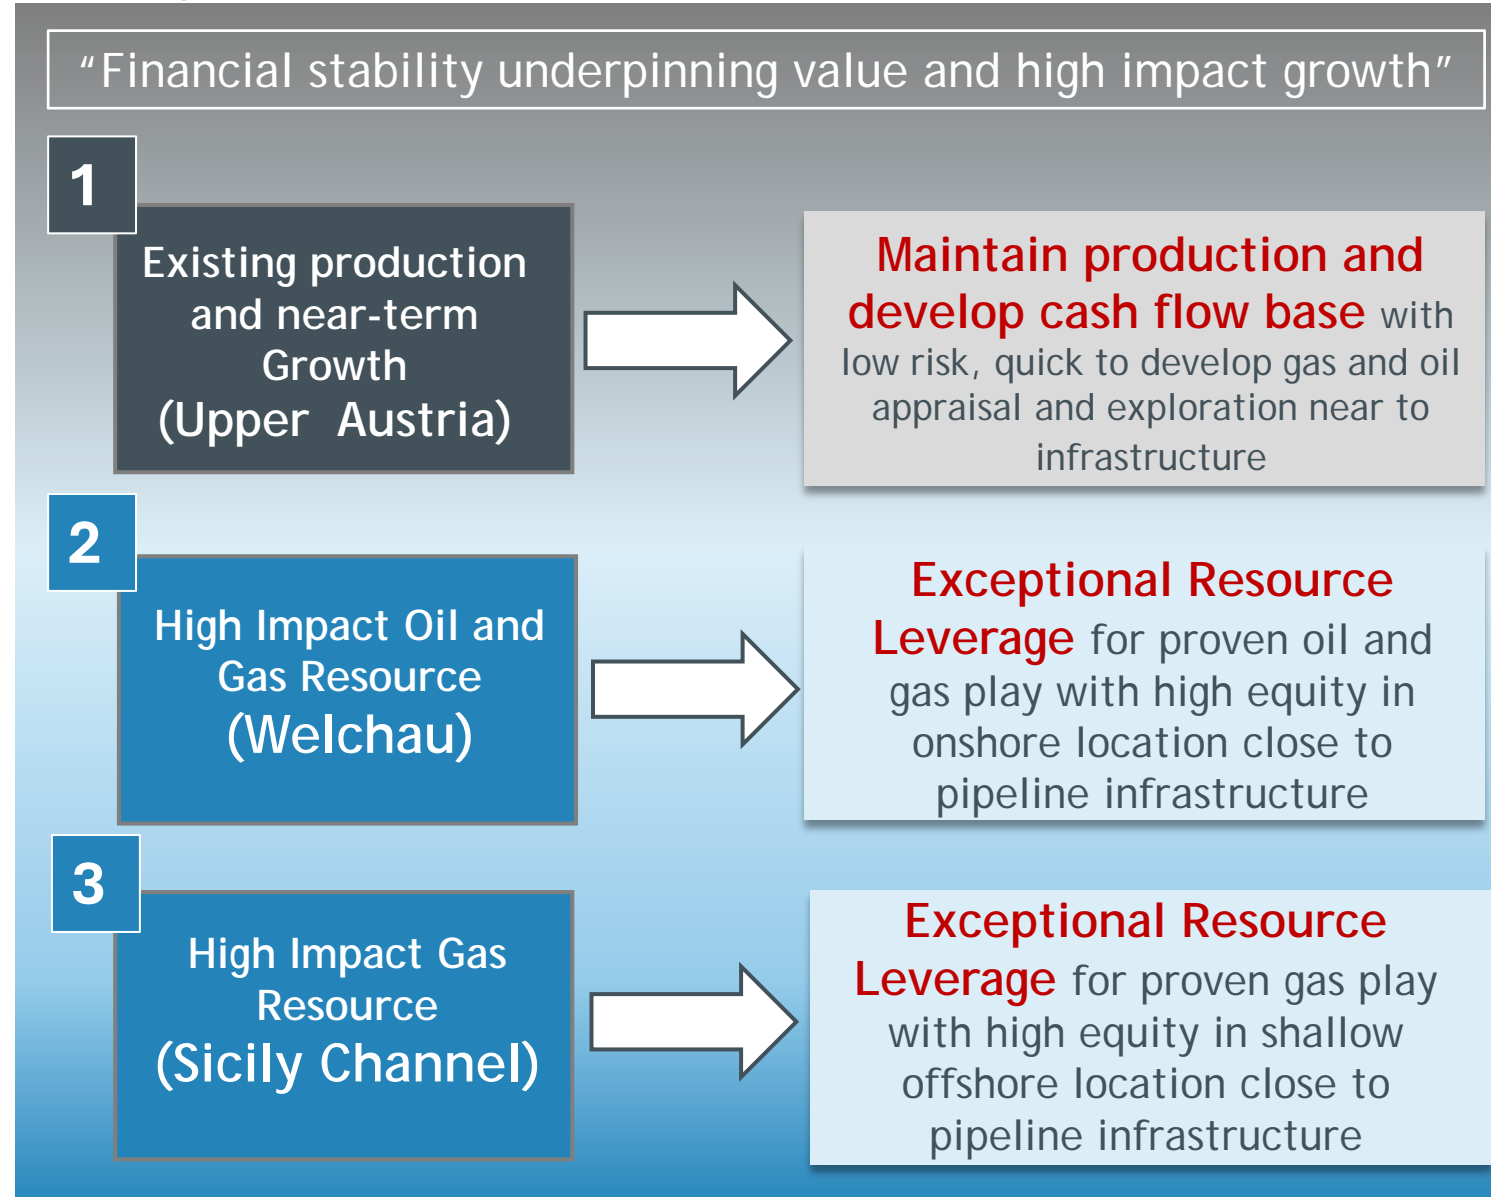 “Financial stability underpinning value and high impact growth”
1
Existing production
and near-term
Growth
(Upper Austria)
Maintain production and
develop cash flow base with
low risk, quick to develop gas and oil
appraisal and exploration near to
infrastructure
2
High Impact Oil and
Gas Resource
(Welchau)
Exceptional Resource
Leverage for proven oil and
gas play with high equity in
onshore location close to
pipeline infrastructure
3
High Impact Gas
Resource
(Sicily Channel)
Exceptional Resource
Leverage for proven gas play
with high equity in shallow
offshore location close to
pipeline infrastructure